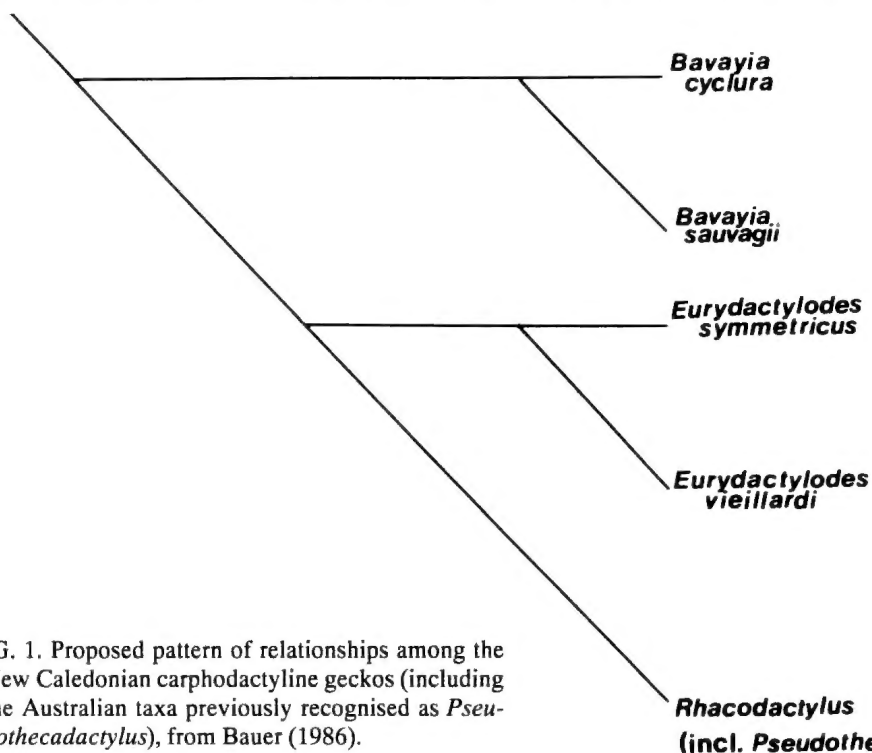 Bavayia
cyclura
Bavayia
sauvagii
Eurydactylodes
symmetricus
Eurydactylodes
vieillardi
Rhacodactylus
(incl. Pseudothe
G. 1. Proposed pattern of relationships among the
ew Caledonian carphodactyline geckos (including
e Australian taxa previously recognised as Pseu-
othecadactylus), from Bauer (1986).